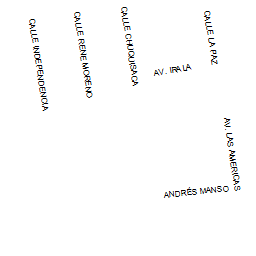 CALLE INDEPENDENCIA
CALLE RENE MORENO
CALLE CHUQUISACA
AV. IRALA
CALLE LA PAZ
AV. LAS AMERICAS
ANDRÉS MANSO